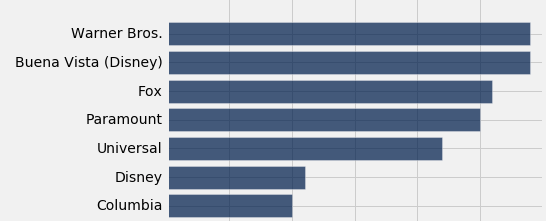 Warner Bros.
Buena Vista (Disney)
Fox
Paramount
Universal
Disney
Columbia